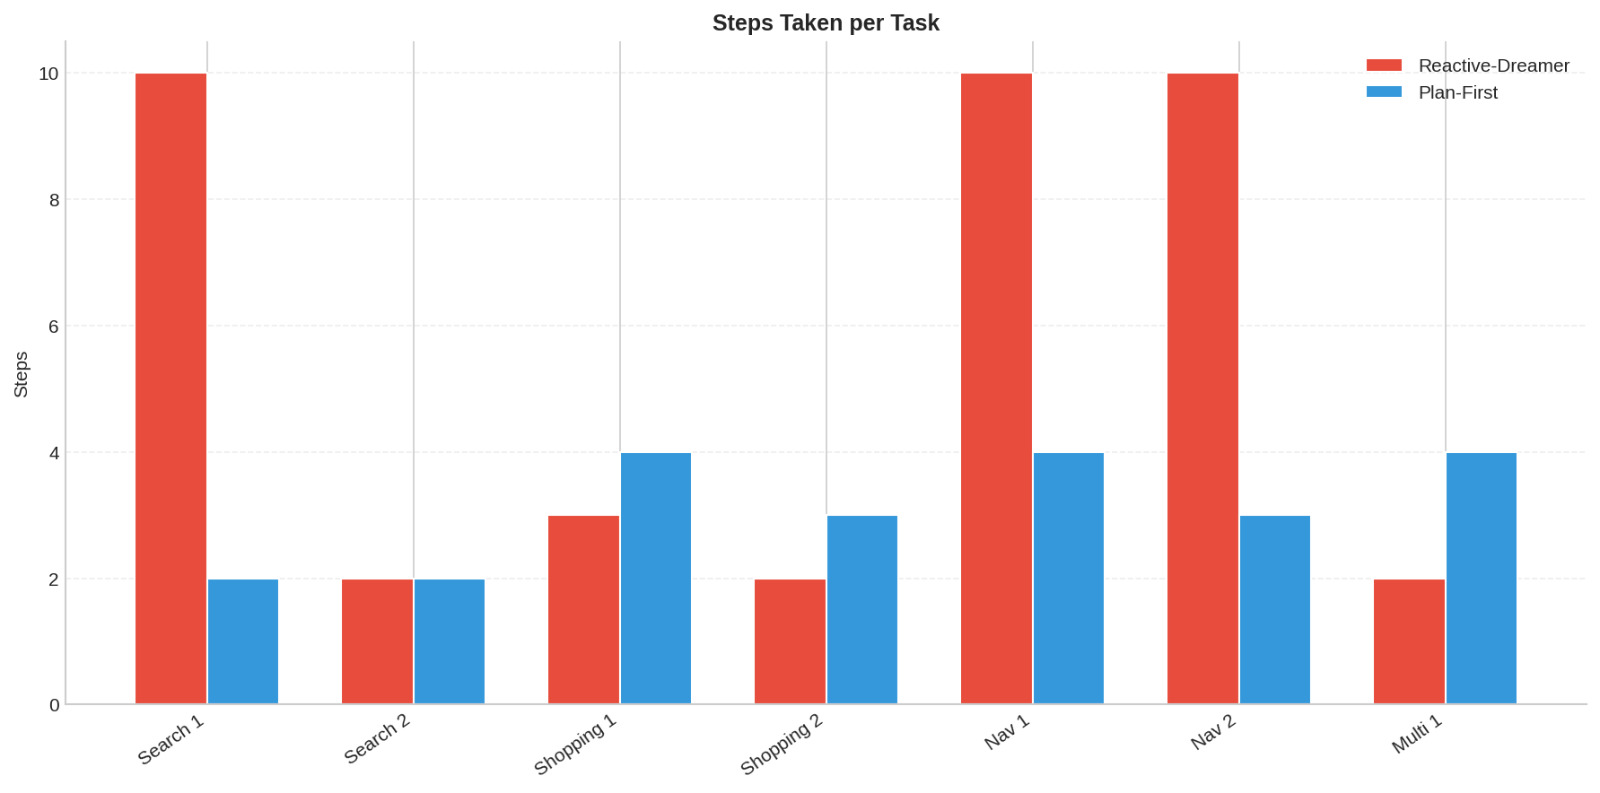 Steps Taken per Task
Reactive-Dreamer
Plan-First
Steps
10
8
6
4
2
0
Search 1
Search 2
Shopping 1
Shopping 2
Nav 1
Nav 2
Multi 1